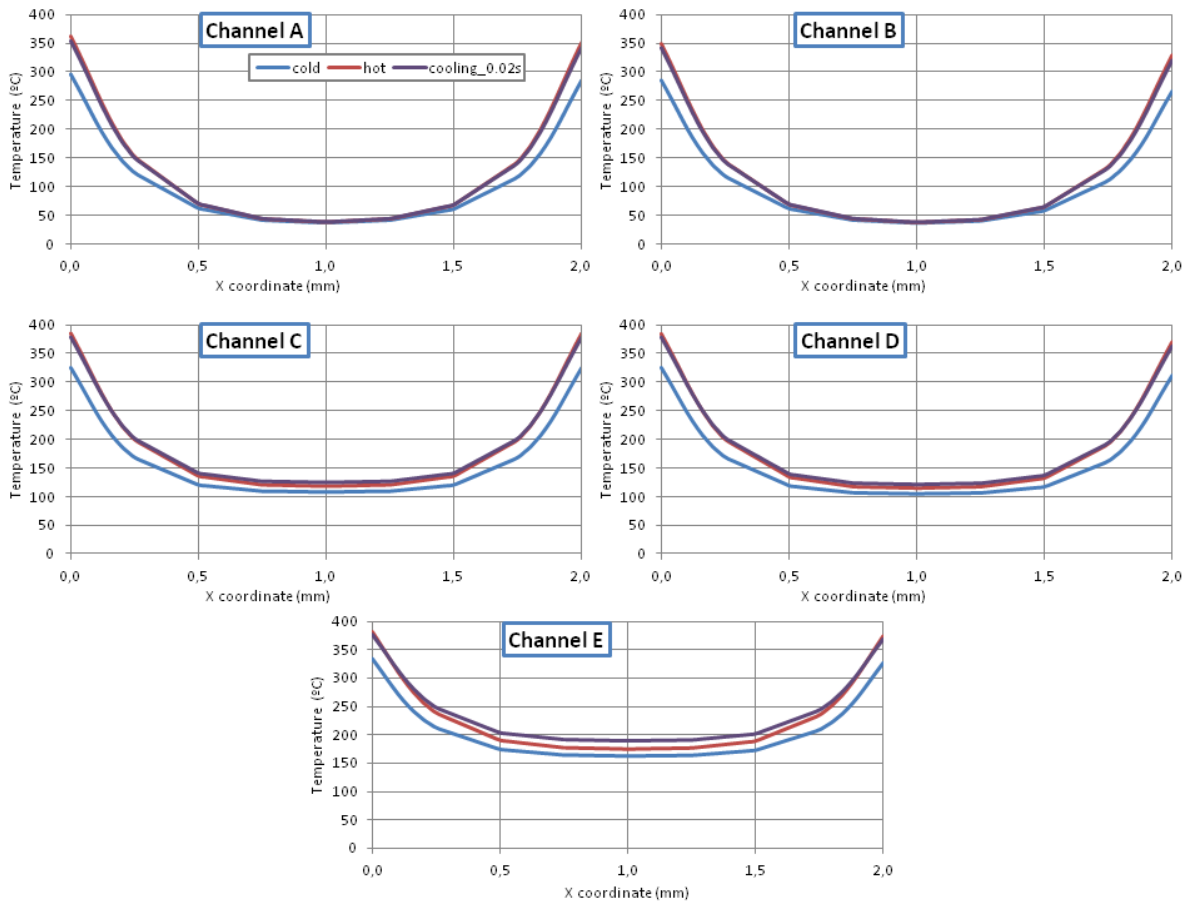 Channel A
cold hot cooling_0.02s
Temperature (ºC)
400
350
300
250
200
150
100
50
0
0,0 0,5 1,0 1,5 2,0
X coordinate (mm)
Channel B
Temperature (ºC)
400
350
300
250
200
150
100
50
0
0,0 0,5 1,0 1,5 2,0
X coordinate (mm)
Channel C
Temperature (ºC)
400
350
300
250
200
150
100
50
0
0,0 0,5 1,0 1,5 2,0
X coordinate (mm)
Channel D
Temperature (ºC)
400
350
300
250
200
150
100
50
0
0,0 0,5 1,0 1,5 2,0
X coordinate (mm)
Channel E
Temperature (ºC)
400
350
300
250
200
150
100
50
0
0,0 0,5 1,0 1,5 2,0
X coordinate (mm)